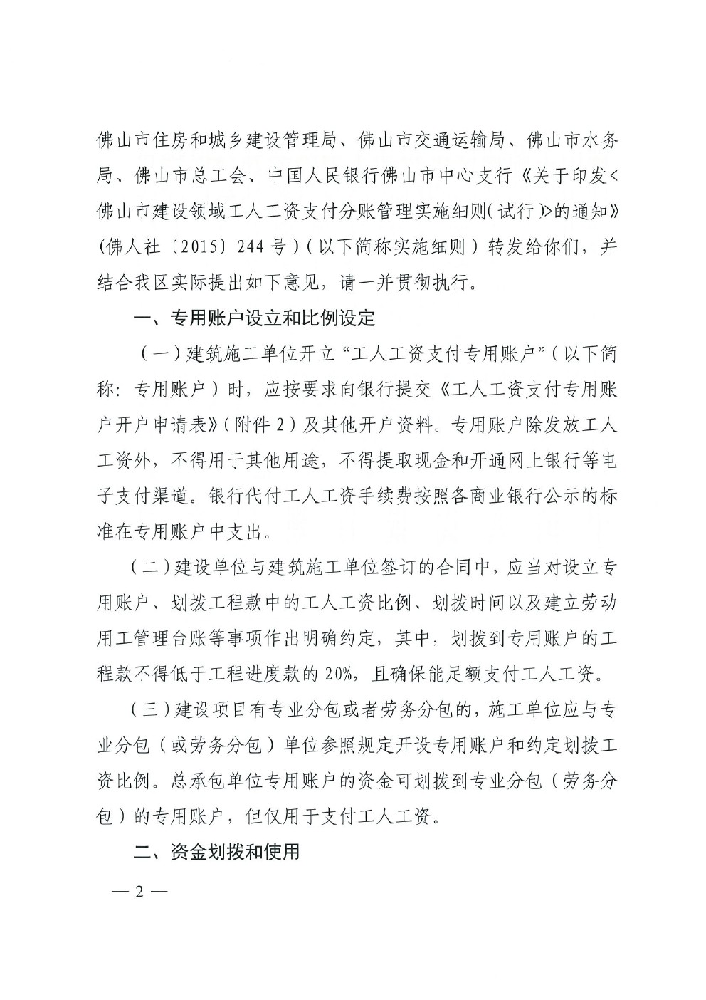 佛山市住房和城乡建设管理局、佛山市交通运输局、佛山市水务
局、佛山市总工会、中国人民银行佛山市中心支行《关于印发<
佛山市建设领域工人工资支付分账管理实施细则(试行)>的通知》
(佛人社〔2015〕244号)(以下简称实施细则)转发给你们，并
结合我区实际提出如下意见，请一并贯彻执行。
一、专用账户设立和比例设定
（一)建筑施工单位开立“工人工资支付专用账户”(以下简
称：专用账户)时，应按要求向银行提交《工人工资支付专用账
户开户申请表》(附件2)及其他开户资料。专用账户除发放工人
工资外，不得用于其他用途，不得提取现金和开通网上银行等电
子支付渠道。银行代付工人工资手续费按照各商业银行公示的标
准在专用账户中支出。
（二)建设单位与建筑施工单位签订的合同中，应当对设立专
用账户、划拨工程款中的工人工资比例、划拨时间以及建立劳动
用工管理台账等事项作出明确约定，其中，划拨到专用账户的工
程款不得低于工程进度款的20%，且确保能足额支付工人工资。
（三)建设项目有专业分包或者劳务分包的，施工单位应与专
业分包(或劳务分包)单位参照规定开设专用账户和约定划拨工
资比例。总承包单位专用账户的资金可划拨到专业分包(劳务分
包)的专用账户，但仅用于支付工人工资。
二、资金划拨和使用
— 2 —